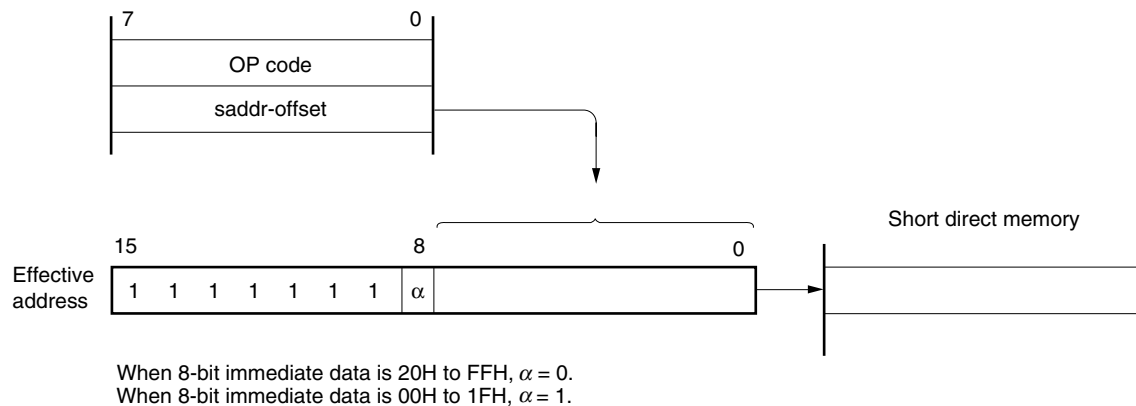 7 0
OP code
saddr-offset
Short direct memory
15 8 0
Effective
address
1 1 1 1 1 1 1 α
When 8-bit immediate data is 20H to FFH, α = 0.
When 8-bit immediate data is 00H to 1FH, α = 1.